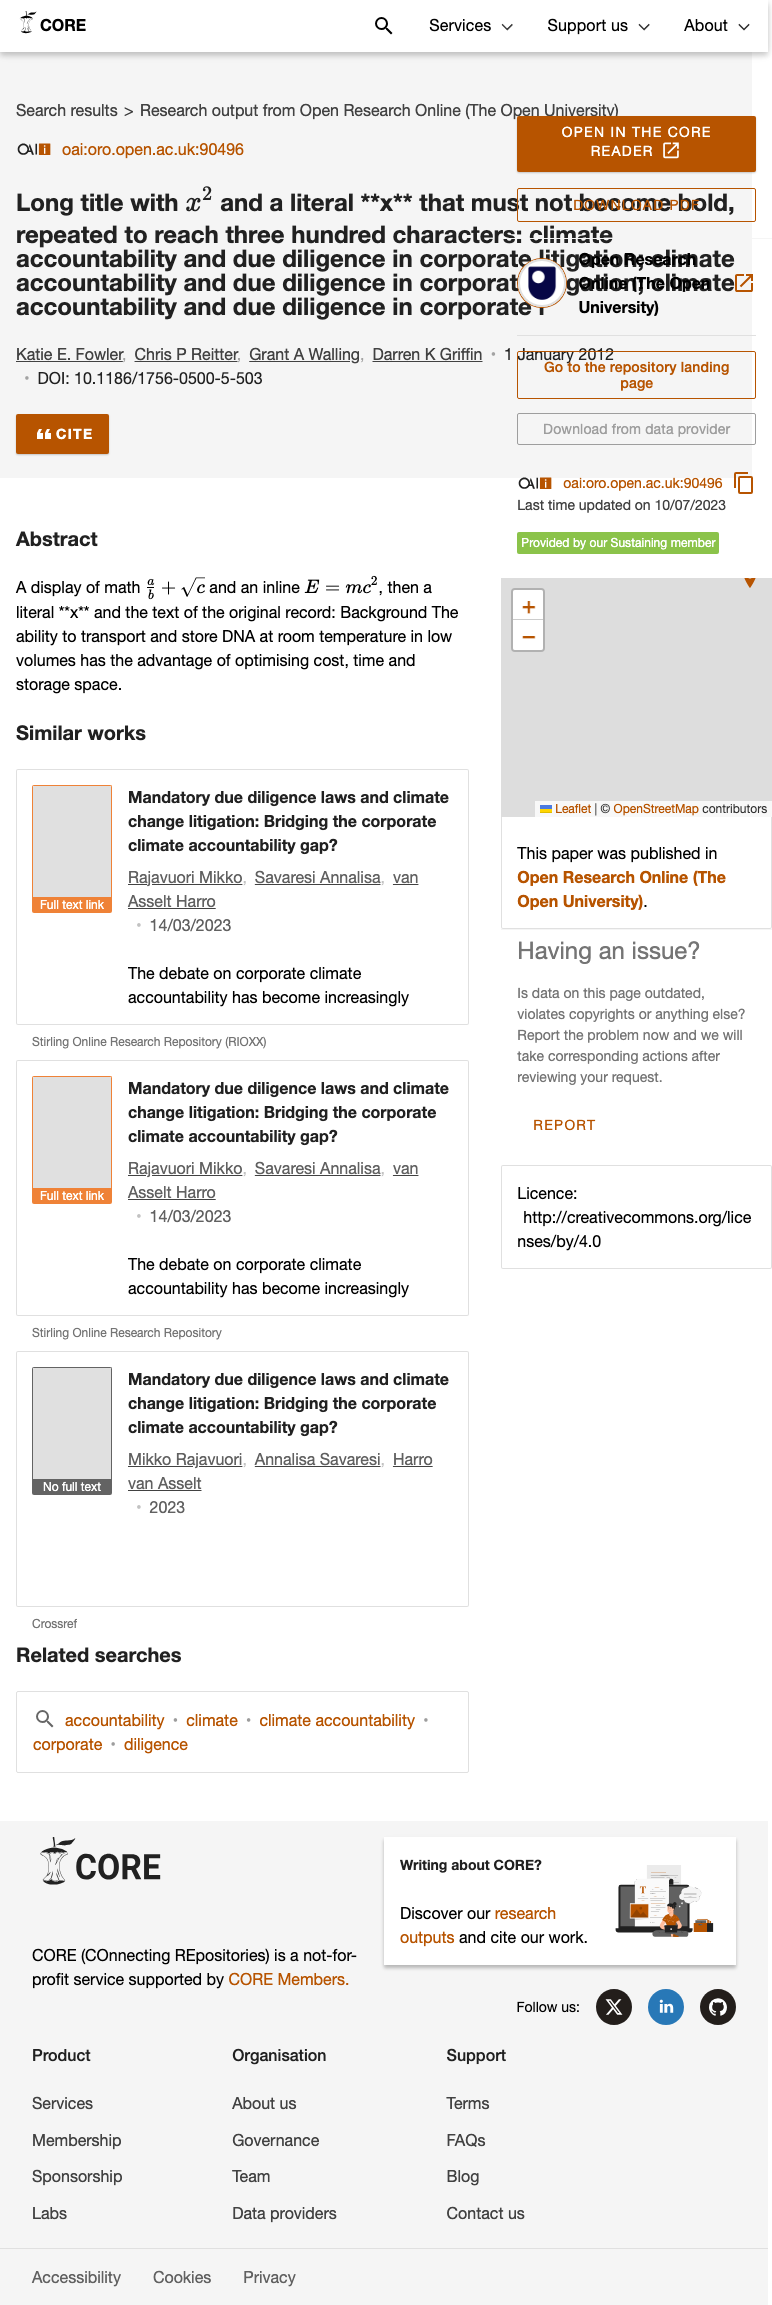 CORE
Services
Support us
About
Search results > Research output from Open Research Online (The Open University)
OAI oai:oro.open.ac.uk:90496
Long title with x² and a literal **x** that must not become bold,
repeated to reach three hundred characters: climate
accountability and due diligence in corporate litigation, climate
accountability and due diligence in corporate litigation, climate
accountability and due diligence in corporate l
Katie E. Fowler, Chris P Reitter, Grant A Walling, Darren K Griffin • 1 January 2012
• DOI: 10.1186/1756-0500-5-503
CITE
OPEN IN THE CORE
READER
DOWNLOAD PDF
Open Research
Online (The Open
University)
Go to the repository landing
page
Download from data provider
OAI oai:oro.open.ac.uk:90496
Last time updated on 10/07/2023
Provided by our Sustaining member
+
−
Leaflet | © OpenStreetMap contributors
This paper was published in
Open Research Online (The
Open University).
Having an issue?
Is data on this page outdated,
violates copyrights or anything else?
Report the problem now and we will
take corresponding actions after
reviewing your request.
REPORT
Licence:
http://creativecommons.org/lice
nses/by/4.0
Abstract
A display of math a/b + √c and an inline E = mc², then a
literal **x** and the text of the original record: Background The
ability to transport and store DNA at room temperature in low
volumes has the advantage of optimising cost, time and
storage space.
Similar works
Full text link
Mandatory due diligence laws and climate
change litigation: Bridging the corporate
climate accountability gap?
Rajavuori Mikko, Savaresi Annalisa, van
Asselt Harro
• 14/03/2023
The debate on corporate climate
accountability has become increasingly
Stirling Online Research Repository (RIOXX)
Full text link
Mandatory due diligence laws and climate
change litigation: Bridging the corporate
climate accountability gap?
Rajavuori Mikko, Savaresi Annalisa, van
Asselt Harro
• 14/03/2023
The debate on corporate climate
accountability has become increasingly
Stirling Online Research Repository
No full text
Mandatory due diligence laws and climate
change litigation: Bridging the corporate
climate accountability gap?
Mikko Rajavuori, Annalisa Savaresi, Harro
van Asselt
• 2023
Crossref
Related searches
accountability • climate • climate accountability •
corporate • diligence
CORE
CORE (COnnecting REpositories) is a not-for-
profit service supported by CORE Members.
Writing about CORE?
Discover our research
outputs and cite our work.
T
Follow us:
X
in
Product
Services
Membership
Sponsorship
Labs
Organisation
About us
Governance
Team
Data providers
Support
Terms
FAQs
Blog
Contact us
Accessibility
Cookies
Privacy